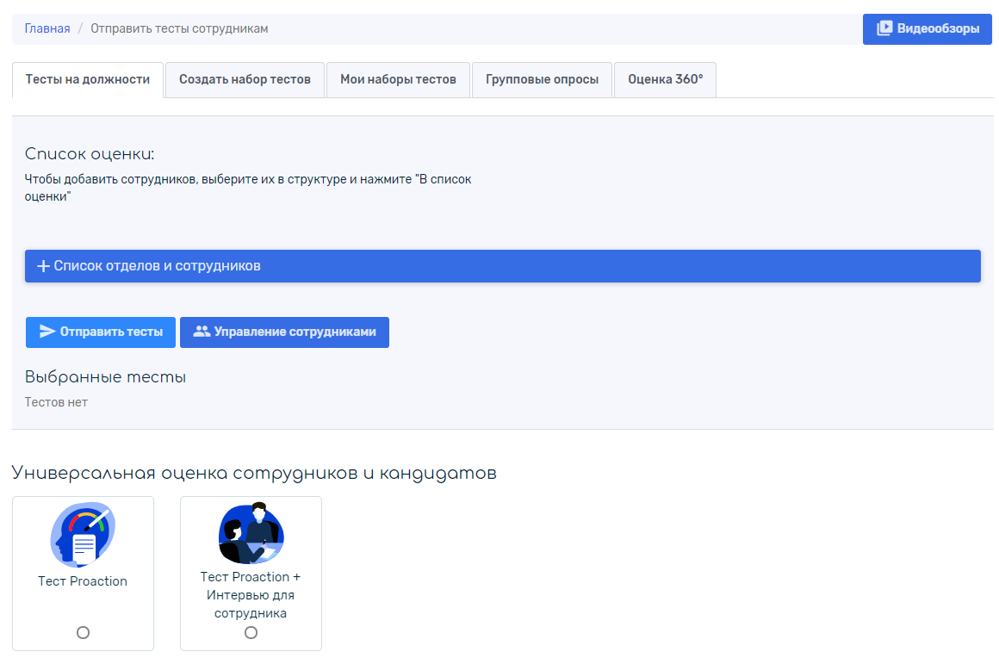 Главная / Отправить тесты сотрудникам
Видеообзоры
Тесты на должности
Создать набор тестов
Мои наборы тестов
Групповые опросы
Оценка 360°
Список оценки:
Чтобы добавить сотрудников, выберите их в структуре и нажмите "В список
оценки"
Список отделов и сотрудников
Отправить тесты
Управление сотрудниками
Выбранные тесты
Тестов нет
Универсальная оценка сотрудников и кандидатов
Тест Proaction
Тест Proaction +
Интервью для
сотрудника